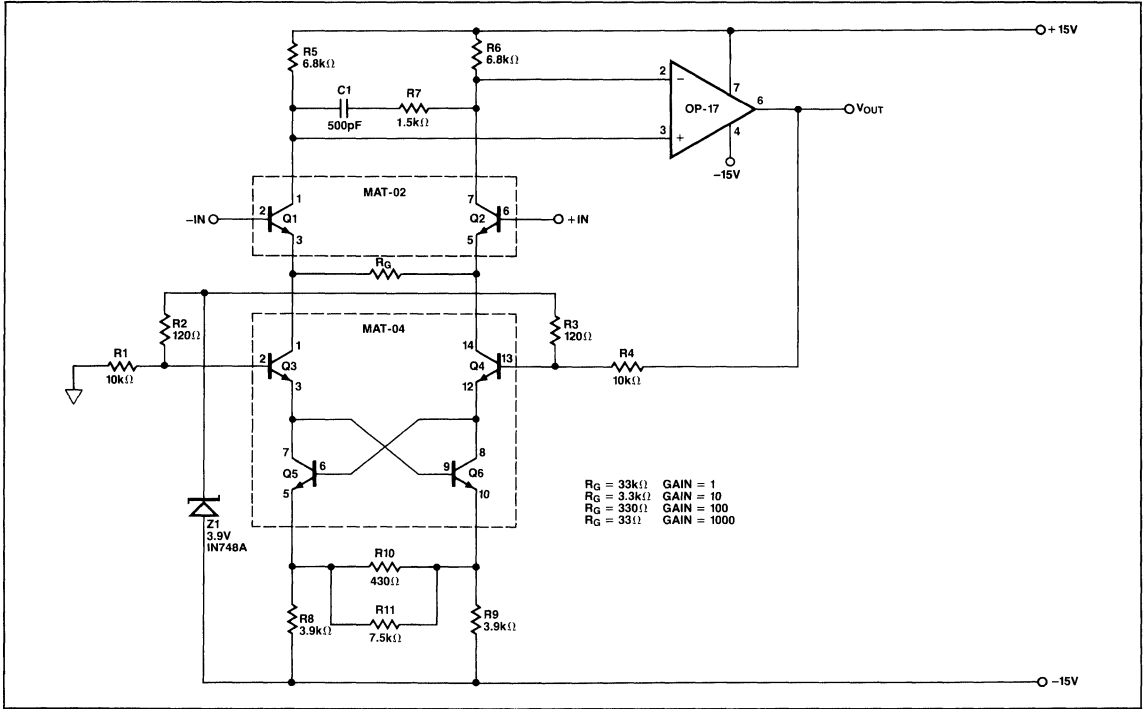 + 15V
R5
6.8kΩ
R6
6.8kΩ
C1
500pF
R7
1.5kΩ
2
−
7
OP-17
6
VOUT
3
+
4
−15V
MAT-02
1
7
−IN
2
Q1
Q2
6
+IN
3
5
RG
R2
120Ω
MAT-04
R3
120Ω
R1
10kΩ
1
14
2
Q3
Q4
13
R4
10kΩ
3
12
7
8
6
9
Q5
Q6
5
10
RG = 33kΩ GAIN = 1
RG = 3.3kΩ GAIN = 10
RG = 330Ω GAIN = 100
RG = 33Ω GAIN = 1000
Z1
3.9V
IN748A
R10
430Ω
R8
3.9kΩ
R11
7.5kΩ
R9
3.9kΩ
−15V